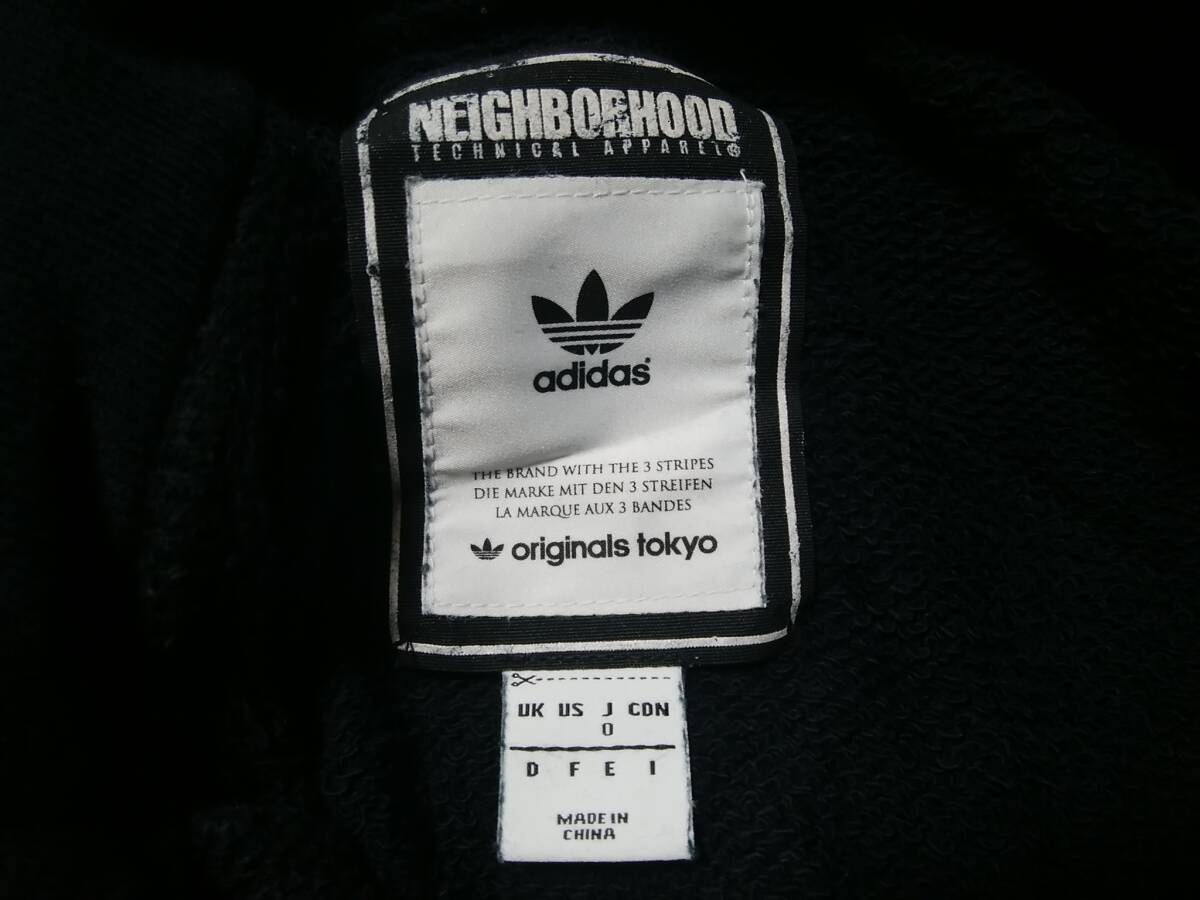 NEIGHBORHOOD
TECHNICAL APPAREL®
adidas®
THE BRAND WITH THE 3 STRIPES
DIE MARKE MIT DEN 3 STREIFEN
LA MARQUE AUX 3 BANDES
originals tokyo
UK US J CDN
O
D F E I
MADE IN
CHINA